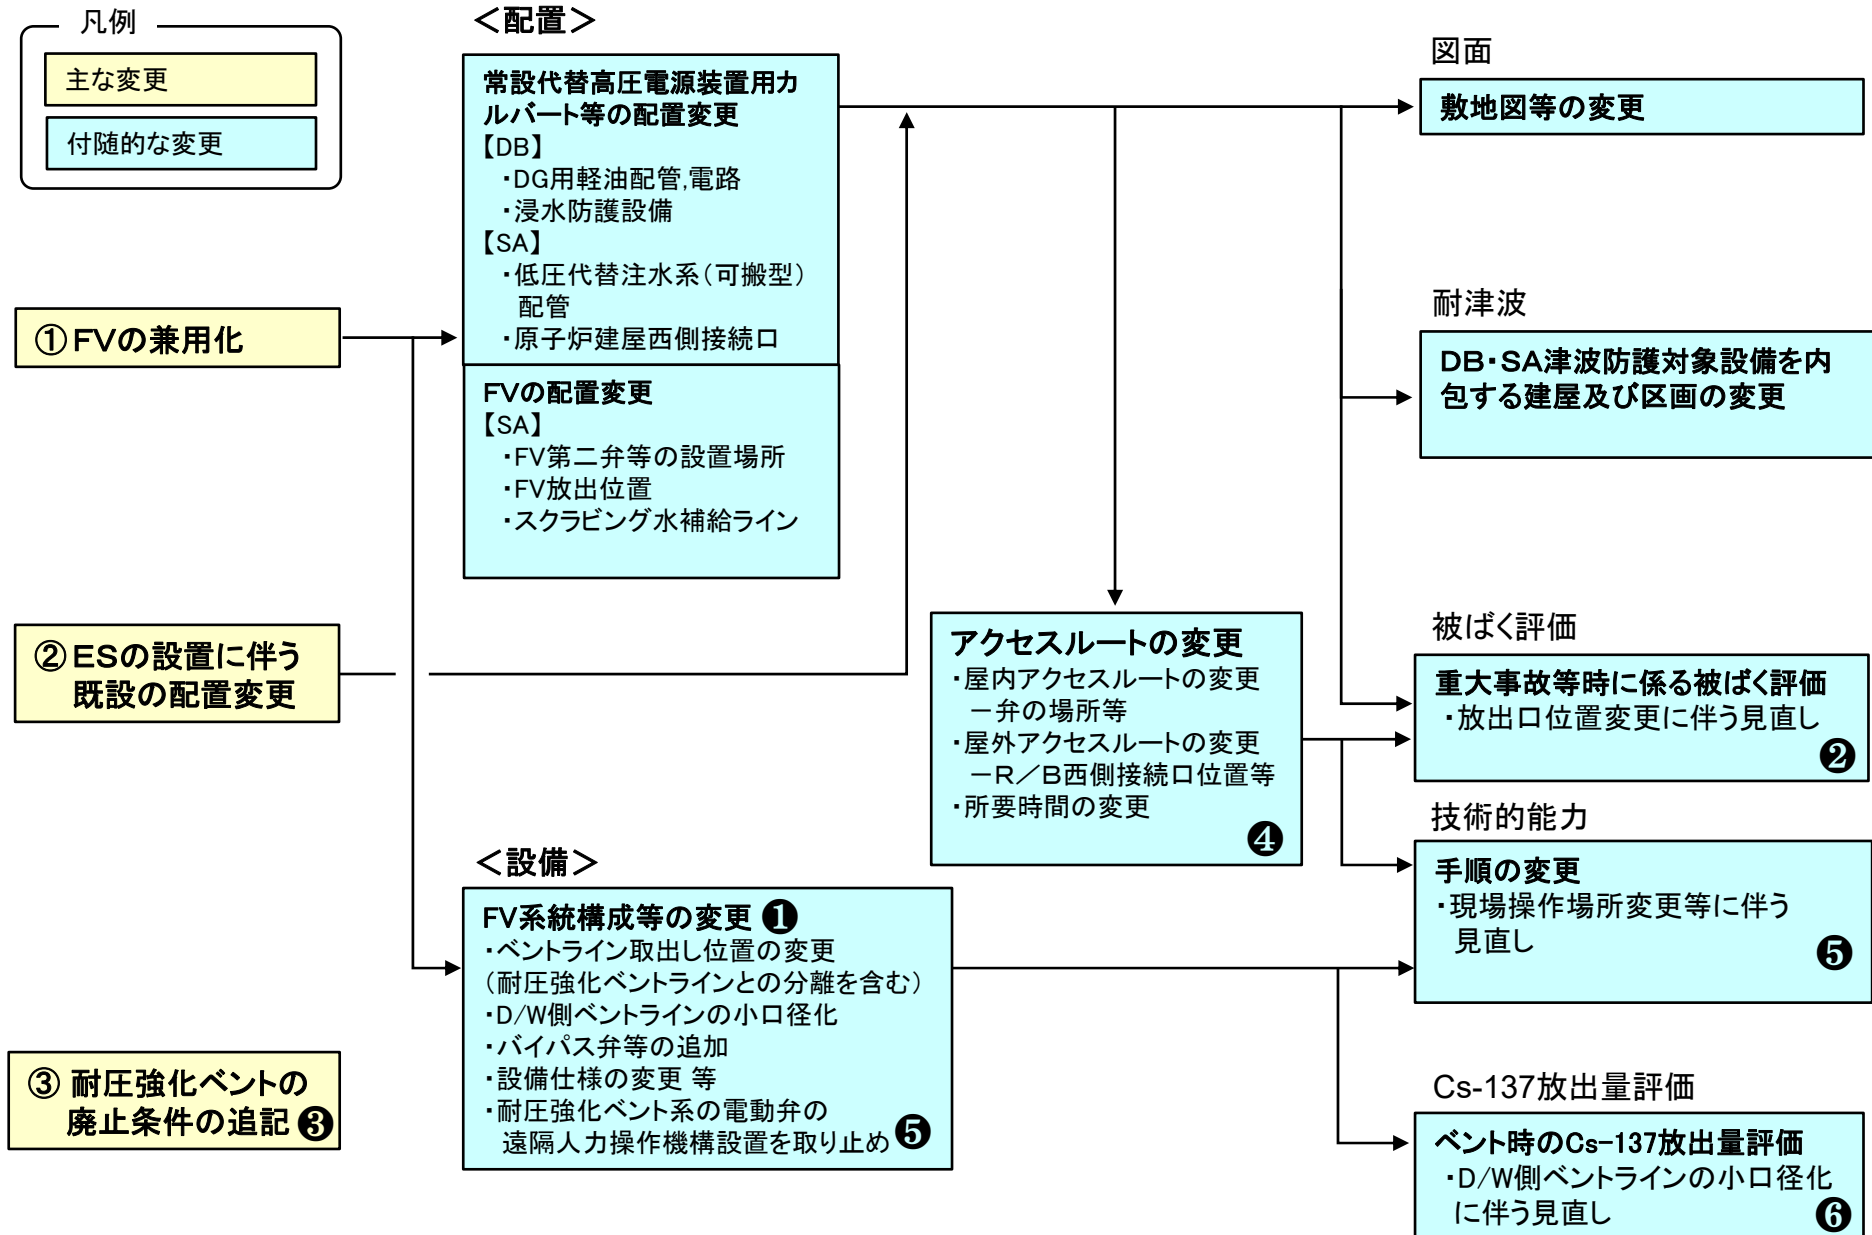 凡例
主な変更
付随的な変更
①FVの兼用化
②ESの設置に伴う
既設の配置変更
③ 耐圧強化ベントの
廃止条件の追記 ❸
＜配置＞
常設代替高圧電源装置用カ
ルバート等の配置変更
【DB】
・DG用軽油配管,電路
・浸水防護設備
【SA】
・低圧代替注水系（可搬型）
配管
・原子炉建屋西側接続口
FVの配置変更
【SA】
・FV第二弁等の設置場所
・FV放出位置
・スクラビング水補給ライン
＜設備＞
FV系統構成等の変更 ❶
・ベントライン取出し位置の変更
（耐圧強化ベントラインとの分離を含む）
・D/W側ベントラインの小口径化
・バイパス弁等の追加
・設備仕様の変更 等
・耐圧強化ベント系の電動弁の
遠隔人力操作機構設置を取り止め ❺
アクセスルートの変更
・屋内アクセスルートの変更
－弁の場所等
・屋外アクセスルートの変更
－R／B西側接続口位置等
・所要時間の変更
❹
図面
敷地図等の変更
耐津波
DB・SA津波防護対象設備を内
包する建屋及び区画の変更
被ばく評価
重大事故等時に係る被ばく評価
・放出口位置変更に伴う見直し
❷
技術的能力
手順の変更
・現場操作場所変更等に伴う
見直し
❺
Cs-137放出量評価
ベント時のCs-137放出量評価
・D/W側ベントラインの小口径化
に伴う見直し
❻